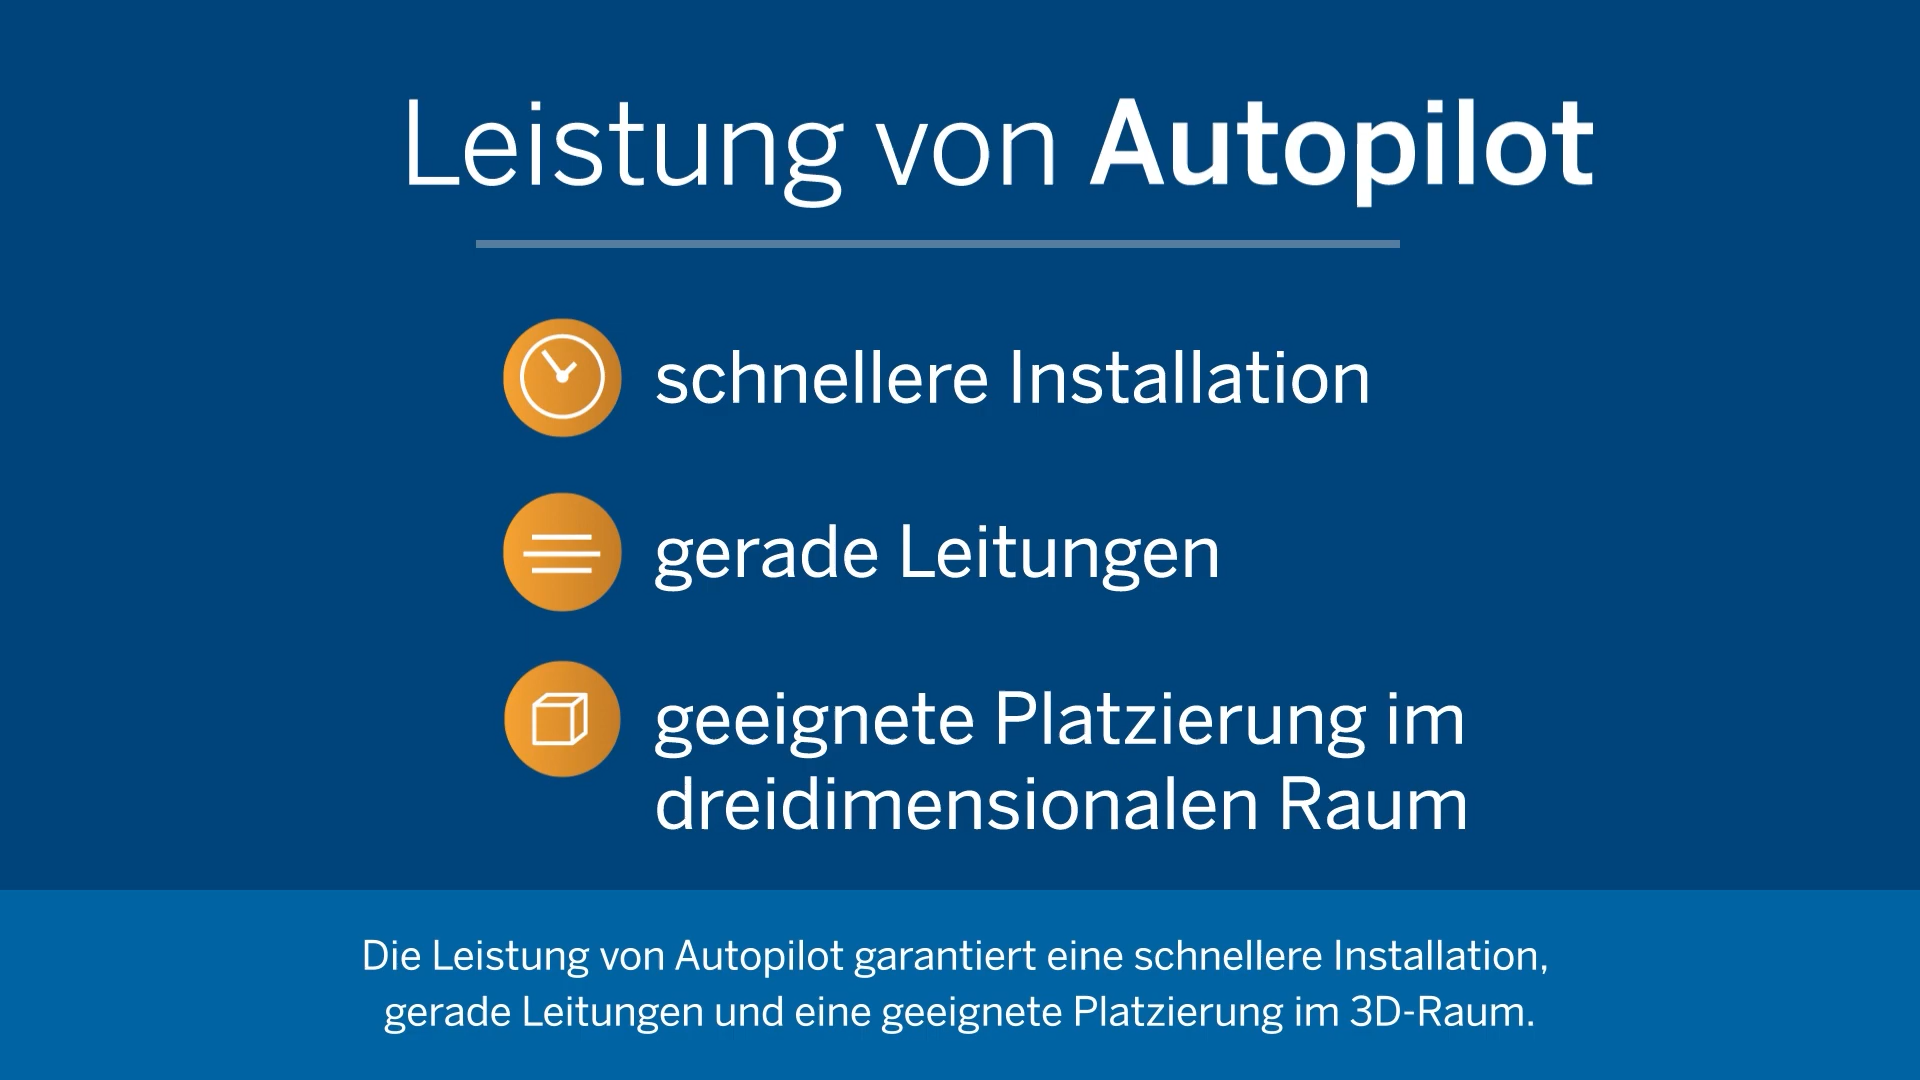 Leistung von Autopilot
schnellere Installation
gerade Leitungen
geeignete Platzierung im
dreidimensionalen Raum
Die Leistung von Autopilot garantiert eine schnellere Installation,
gerade Leitungen und eine geeignete Platzierung im 3D-Raum.